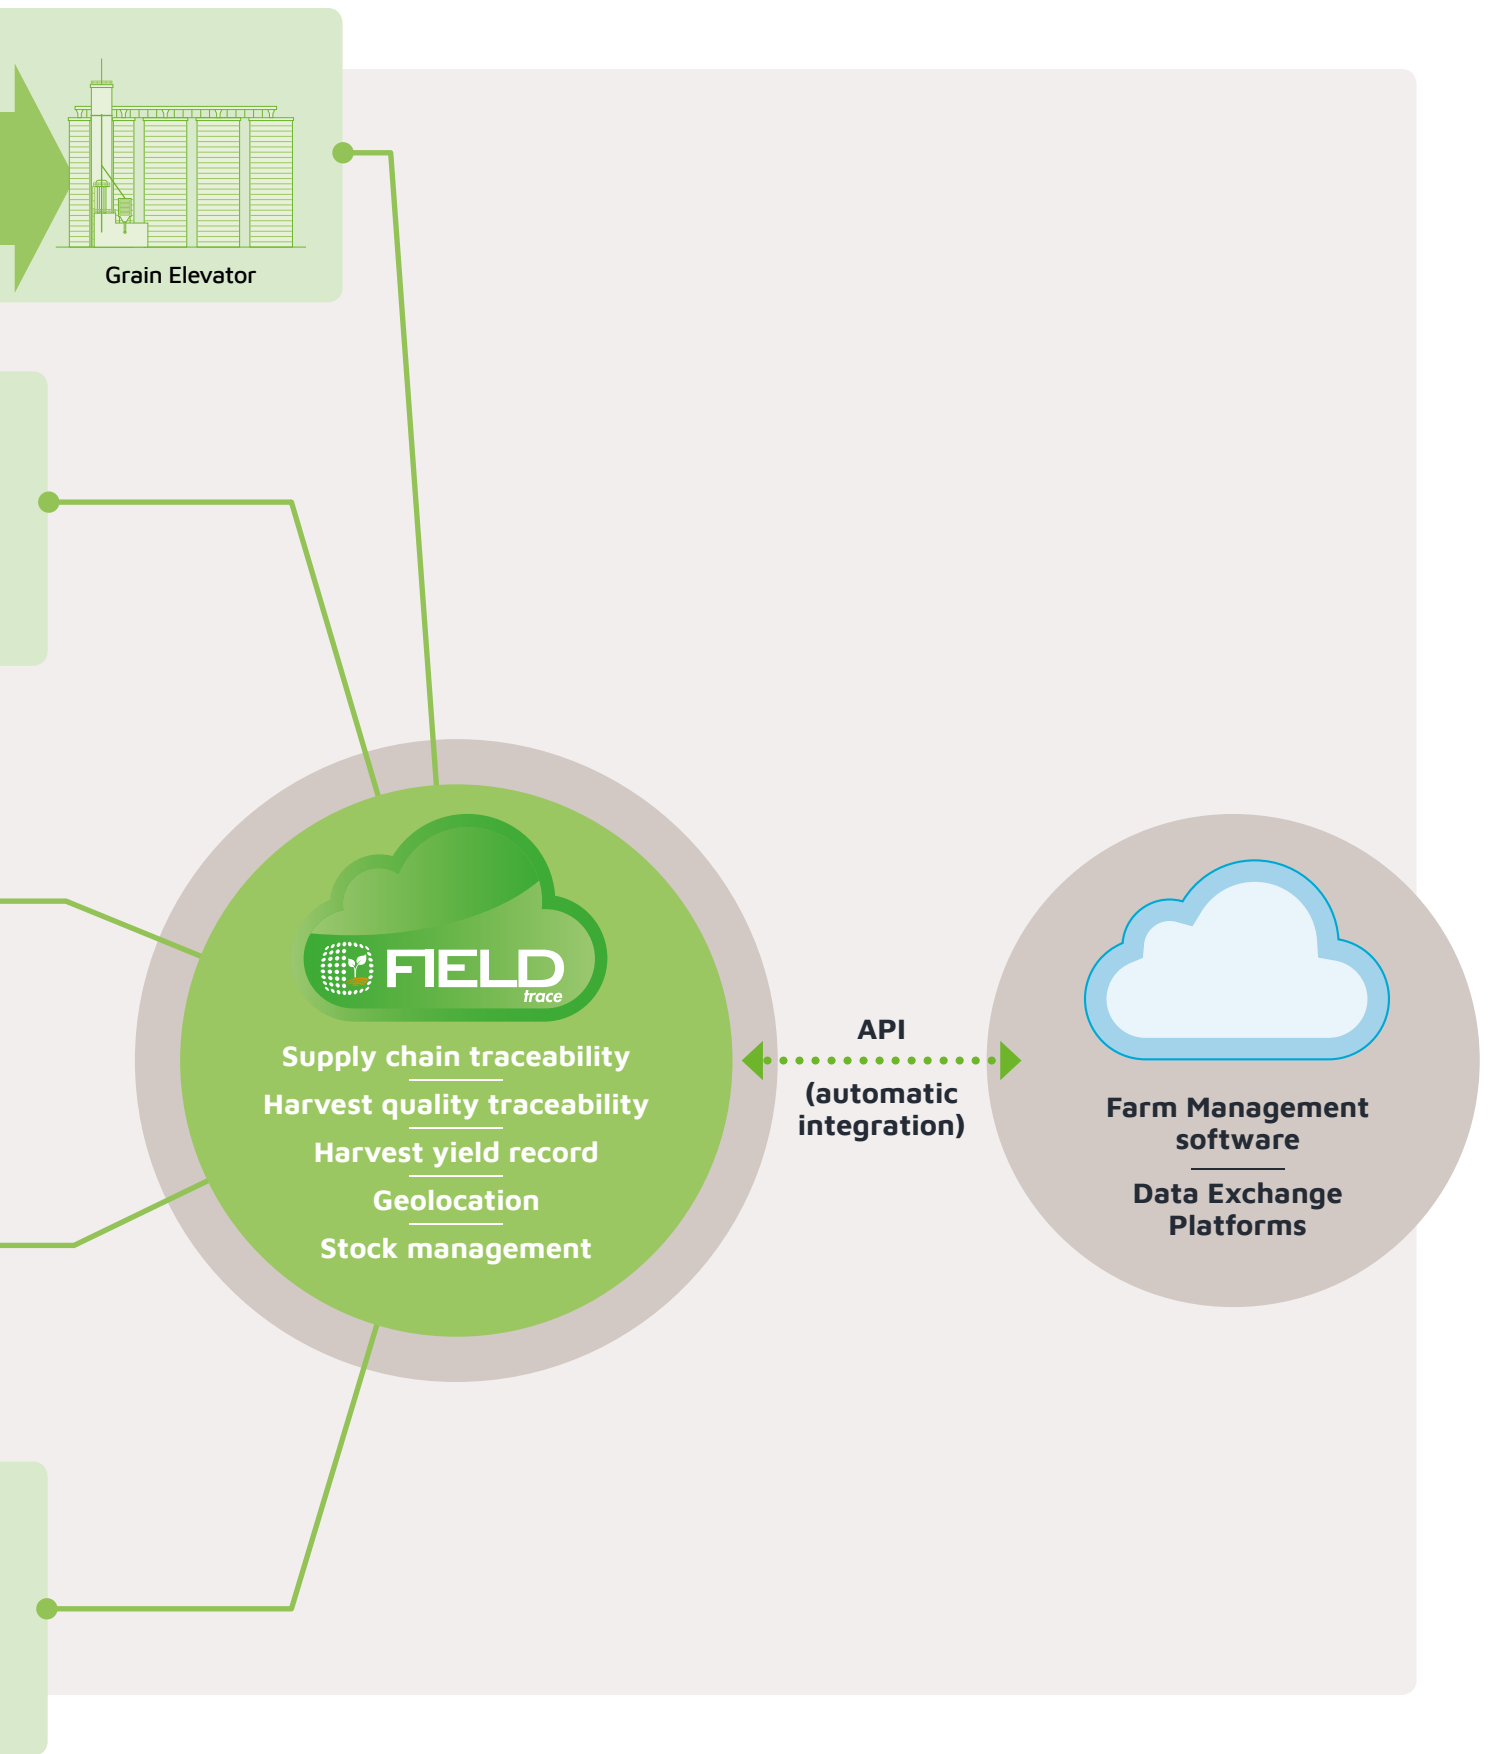 Grain Elevator
FIELD
trace
Supply chain traceability
Harvest quality traceability
Harvest yield record
Geolocation
Stock management
API
(automatic
integration)
Farm Management
software
Data Exchange
Platforms